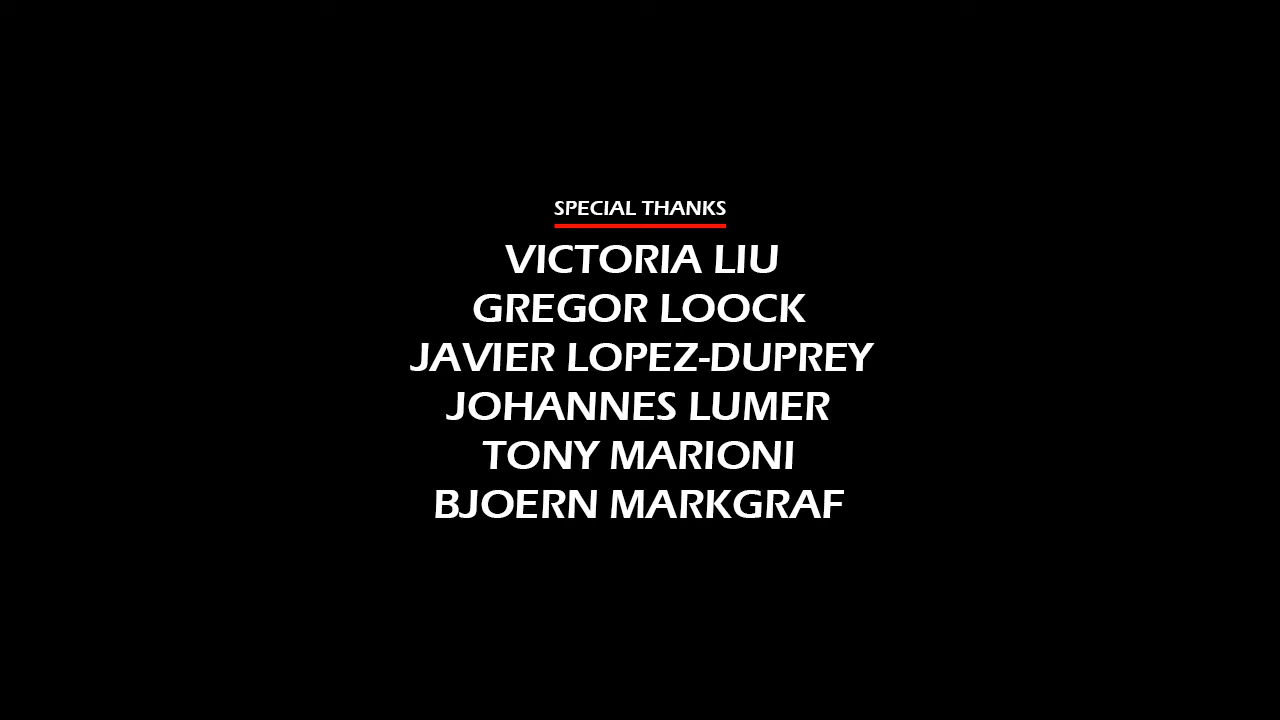 SPECIAL THANKS
VICTORIA LIU
GREGOR LOOCK
JAVIER LOPEZ-DUPREY
JOHANNES LUMER
TONY MARIONI
BJOERN MARKGRAF